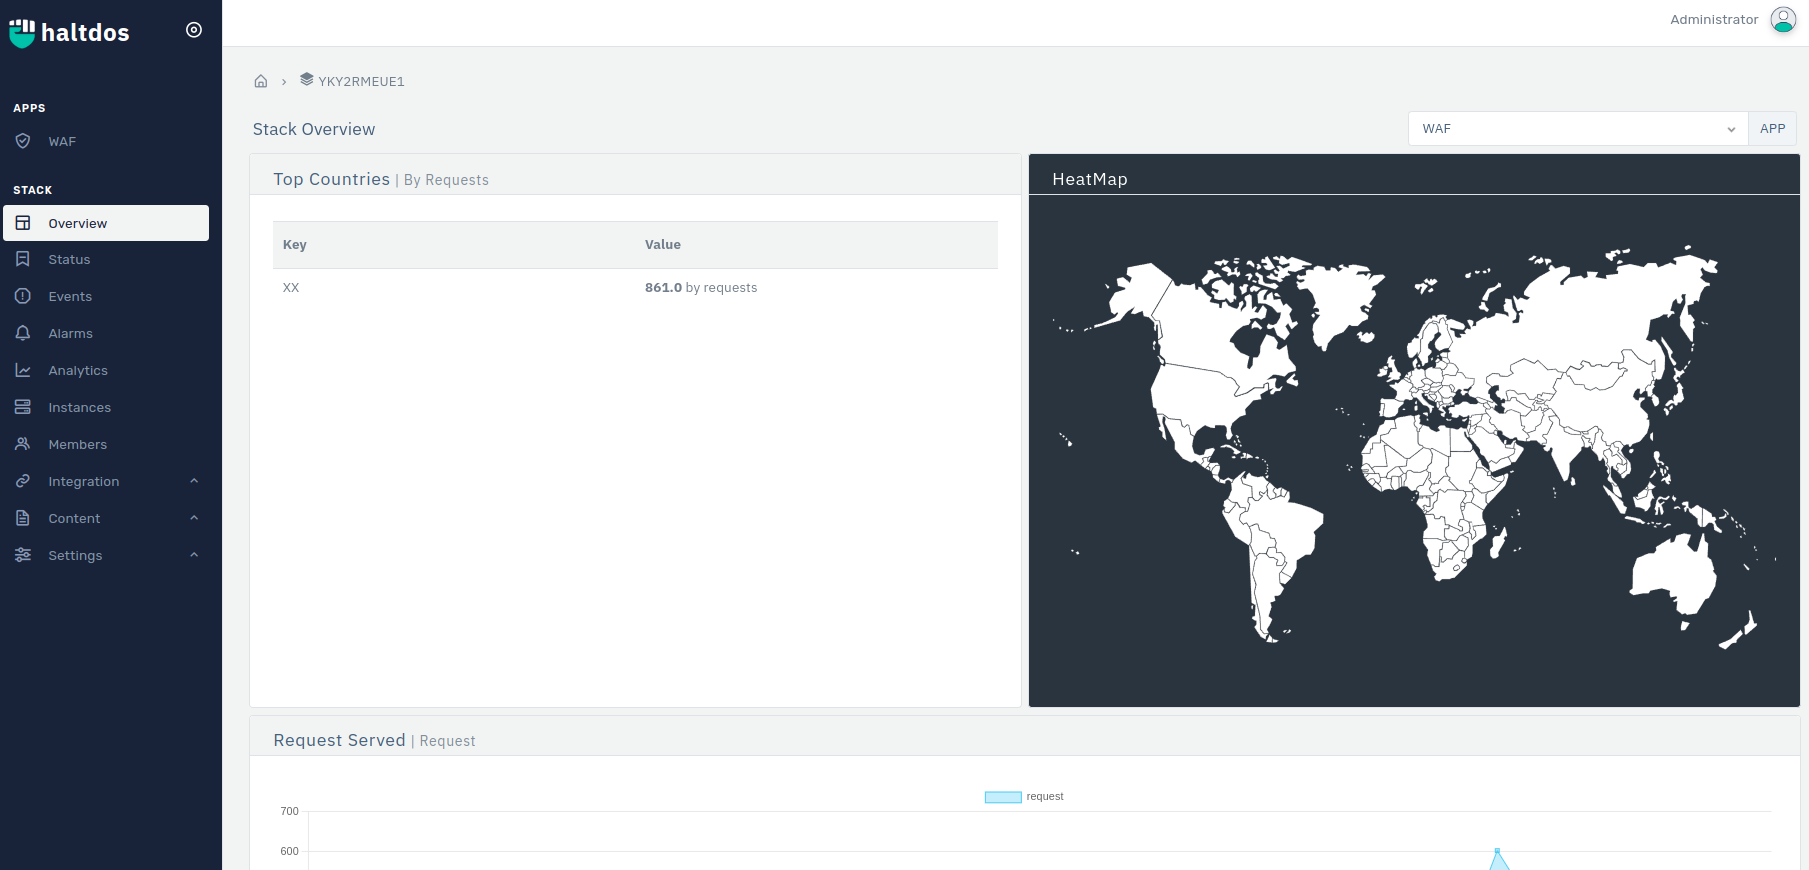 haltdos
Administrator
YKY2RMEUE1
APPS
WAF
STACK
Overview
Status
Events
Alarms
Analytics
Instances
Members
Integration
Content
Settings
Stack Overview
WAF
APP
Top Countries | By Requests
Key Value
XX 861.0 by requests
HeatMap
Request Served | Request
request
700
600